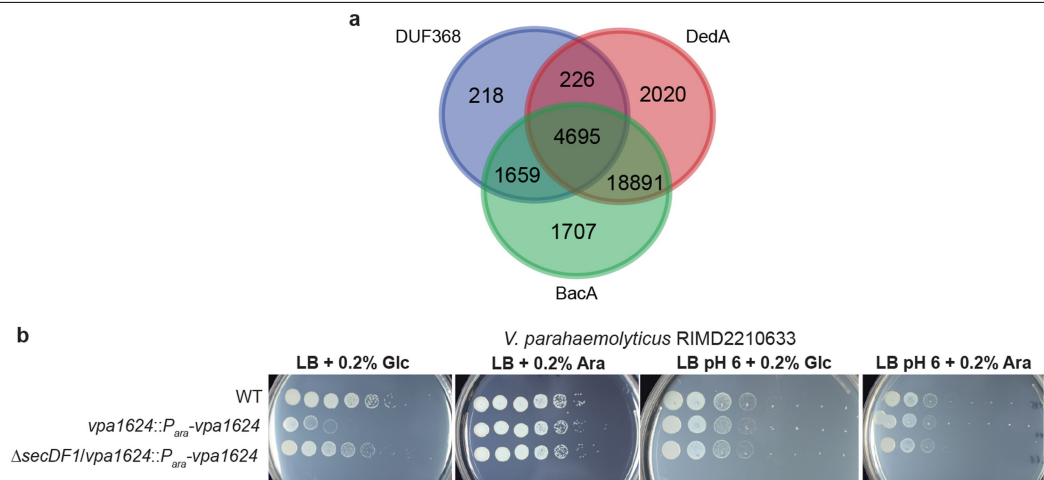 a
DUF368
DedA
226
218
2020
4695
1659
18891
1707
BacA
b
V. parahaemolyticus RIMD2210633
LB + 0.2% Glc
LB + 0.2% Ara
LB pH 6 + 0.2% Glc
LB pH 6 + 0.2% Ara
WT
vpa1624::Para-vpa1624
ΔsecDF1/vpa1624::Para-vpa1624